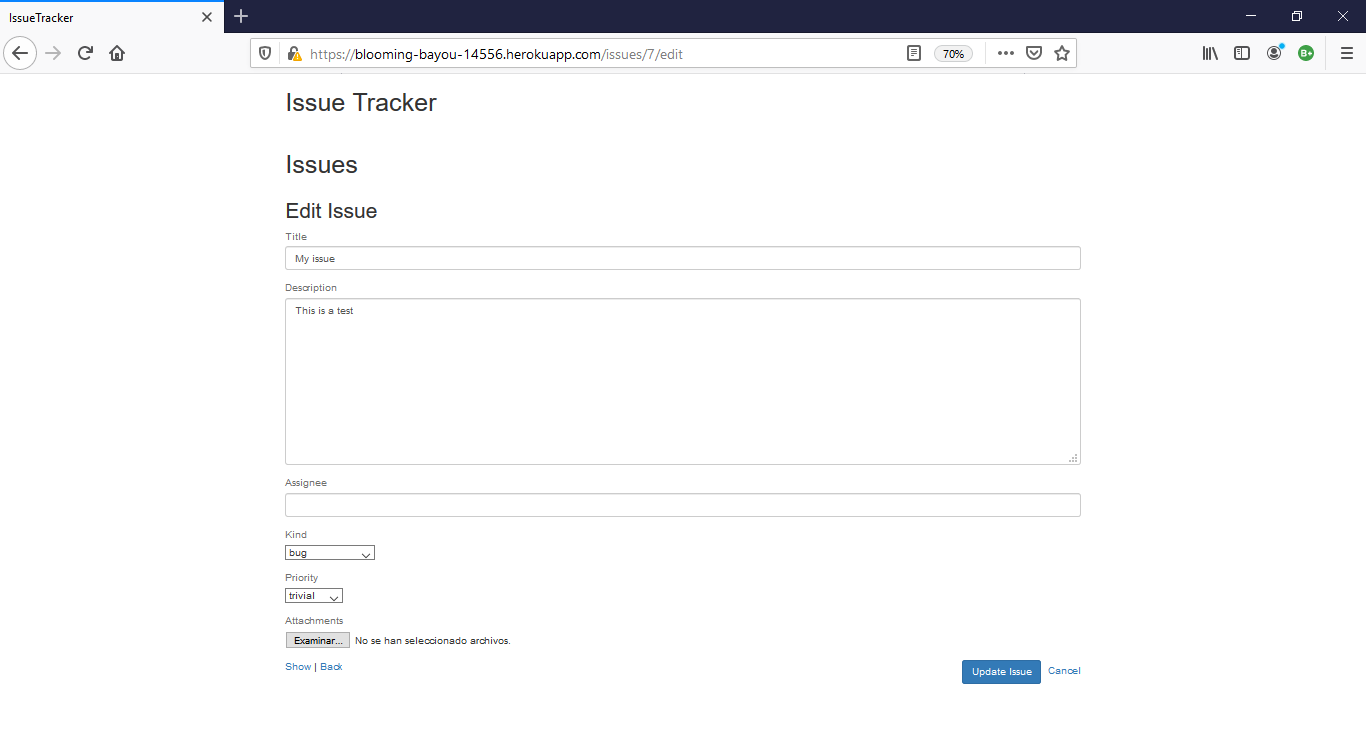 IssueTracker
https://blooming-bayou-14556.herokuapp.com/issues/7/edit
70%
B+
Issue Tracker
Issues
Edit Issue
Title
My issue
Description
This is a test
Assignee
Kind
bug
Priority
trivial
Attachments
Examinar... No se han seleccionado archivos.
Show | Back
Update Issue Cancel